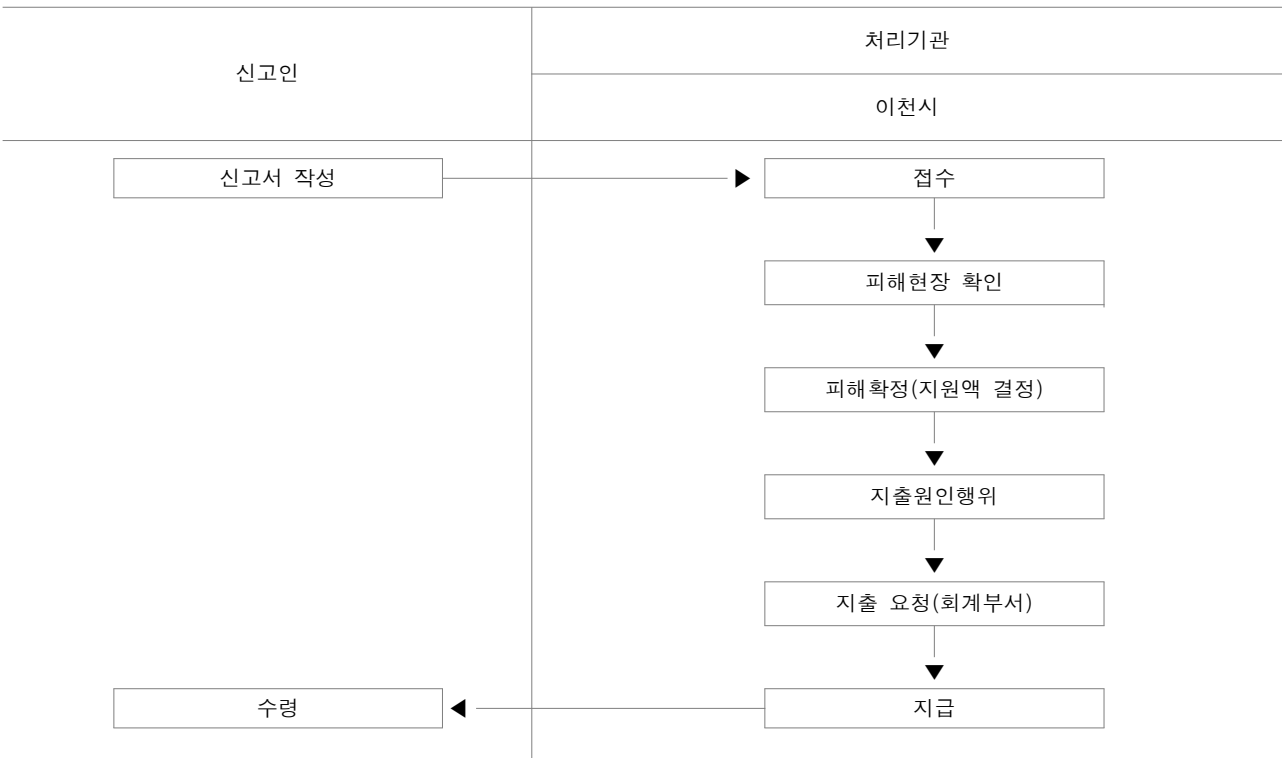 신고인
처리기관
이천시
신고서 작성
접수
피해현장 확인
피해확정(지원액 결정)
지출원인행위
지출 요청(회계부서)
수령
지급